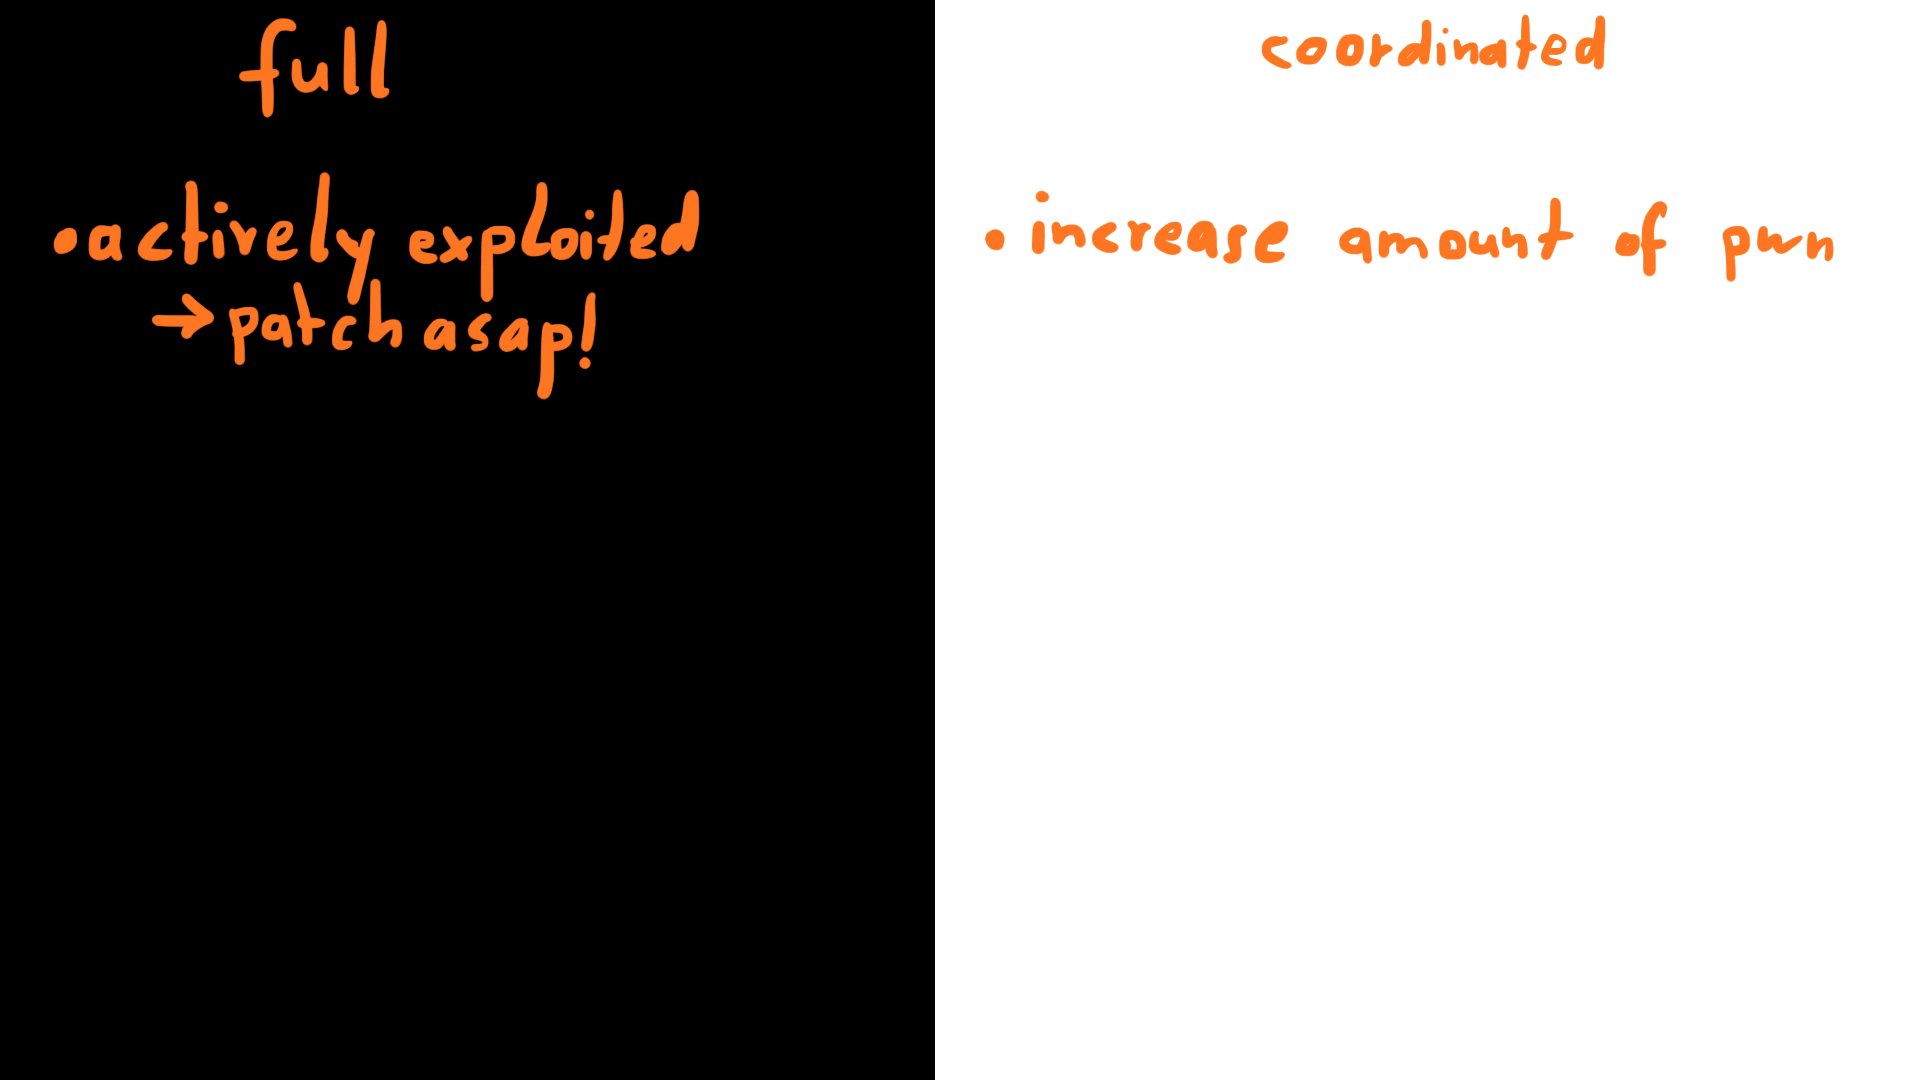 full
• actively exploited
→ patch asap!
coordinated
• increase amount of pwn